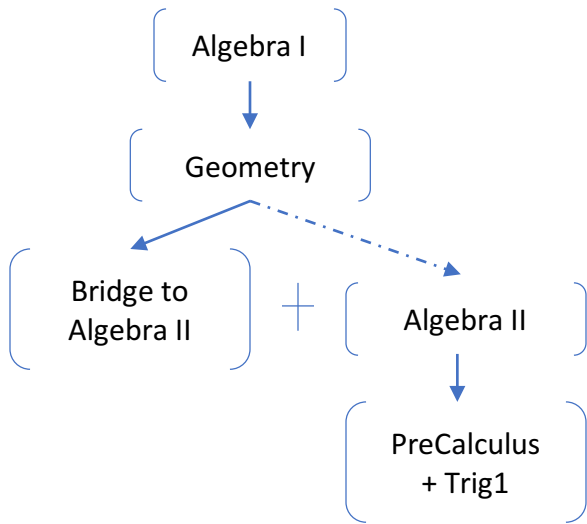 Algebra I
Geometry
Bridge to
Algebra II
+
Algebra II
PreCalculus
+ Trig1